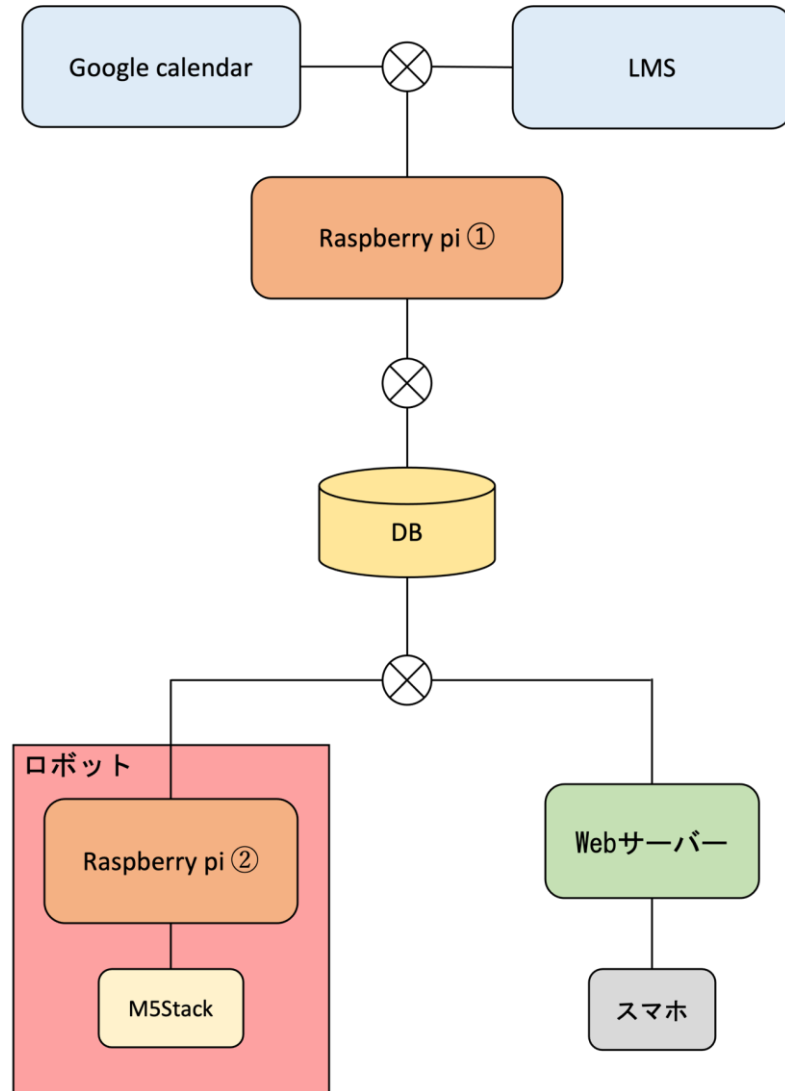 Google calendar
LMS
Raspberry pi ①
DB
ロボット
Raspberry pi ②
Webサーバー
M5Stack
スマホ